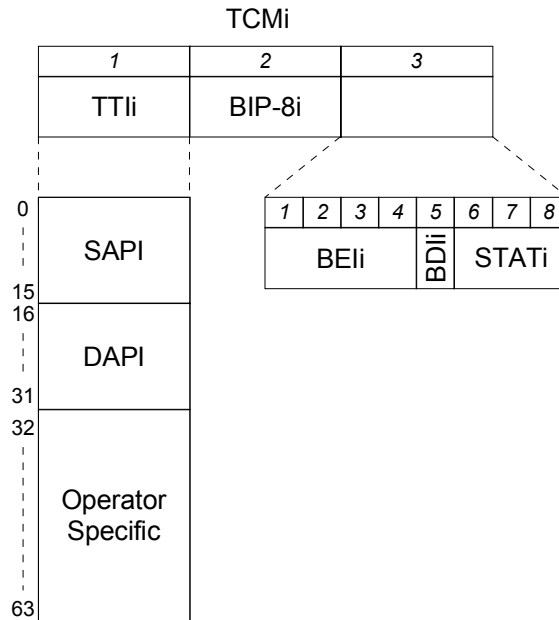 TCMi
1 2 3
TTIi BIP-8i
0
1 2 3 4 5 6 7 8
SAPI
BEIi BDIi STATi
15
16
DAPI
31
32
Operator
Specific
63